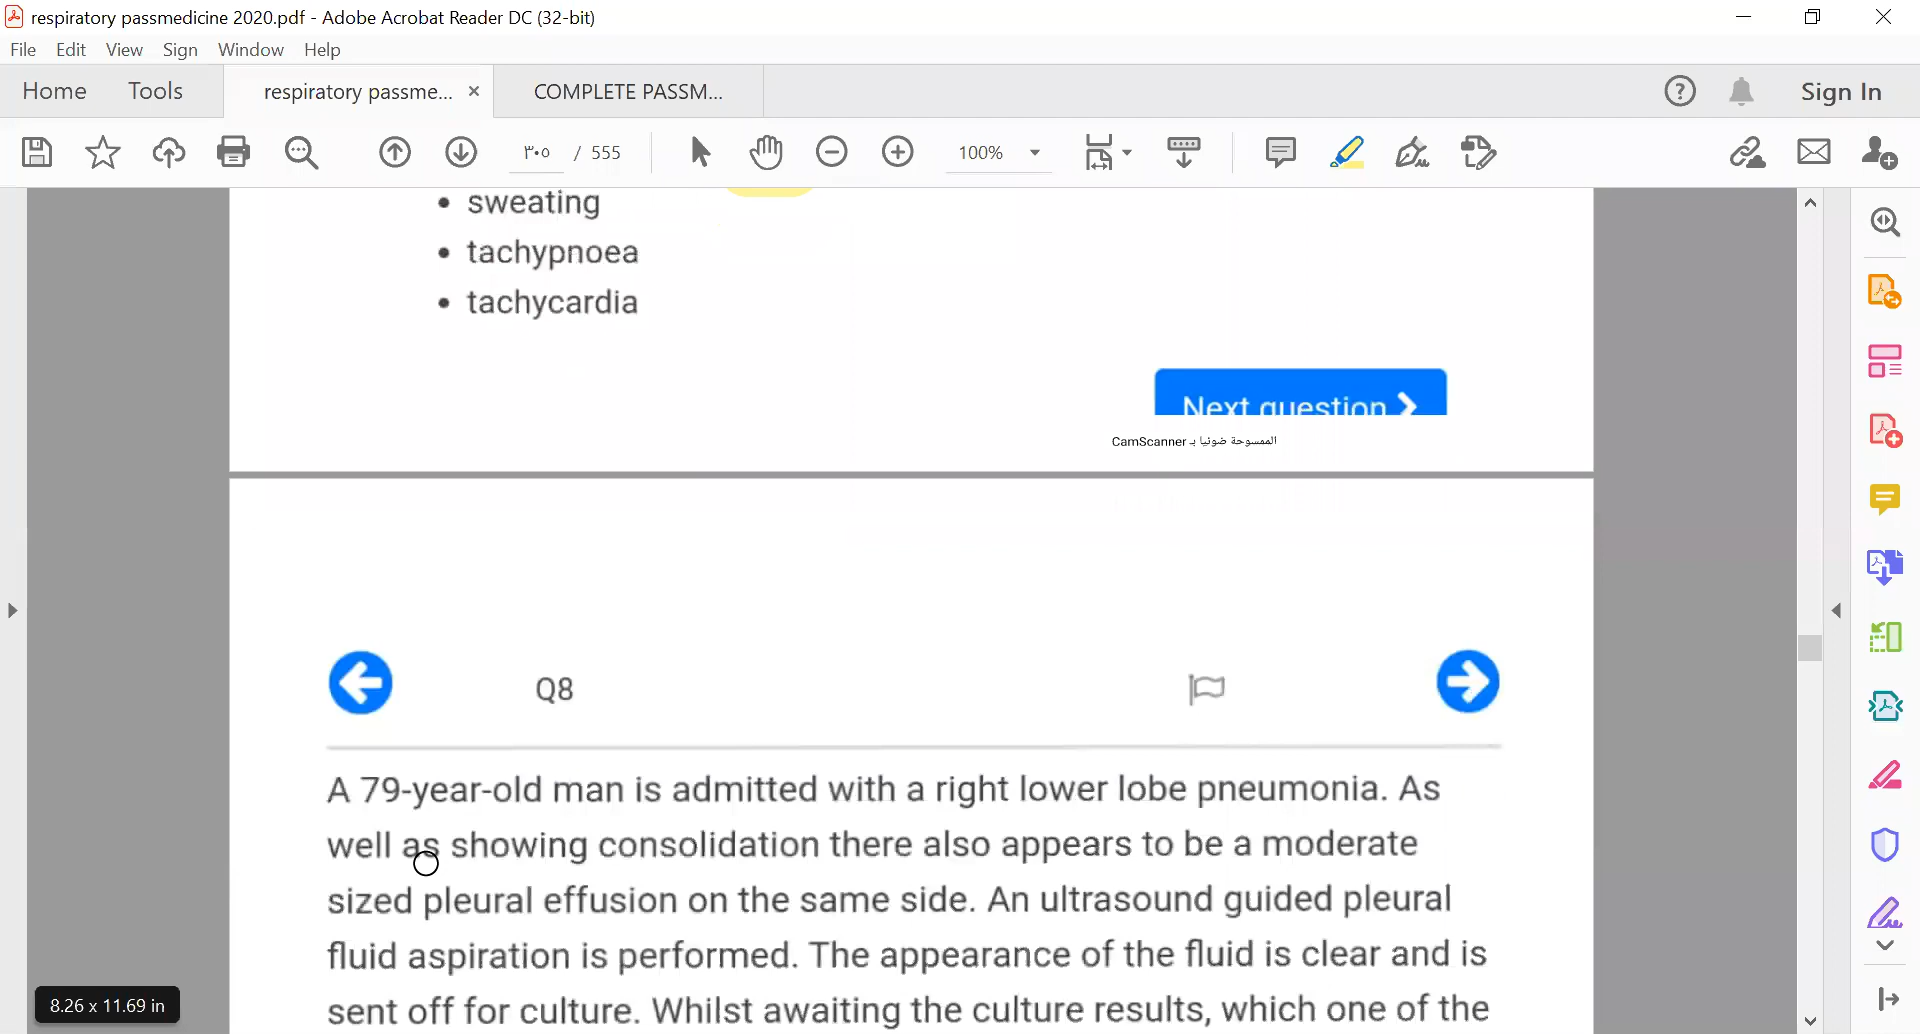 respiratory passmedicine 2020.pdf - Adobe Acrobat Reader DC (32-bit)
File Edit View Sign Window Help
Home Tools respiratory passme... × COMPLETE PASSM... Sign In
٣٠٥ / 555 100%
• sweating
• tachypnoea
• tachycardia
Next question
الممسوحة ضوئيا بـ CamScanner
Q8
A 79-year-old man is admitted with a right lower lobe pneumonia. As
well as showing consolidation there also appears to be a moderate
sized pleural effusion on the same side. An ultrasound guided pleural
fluid aspiration is performed. The appearance of the fluid is clear and is
sent off for culture. Whilst awaiting the culture results, which one of the
8.26 x 11.69 in